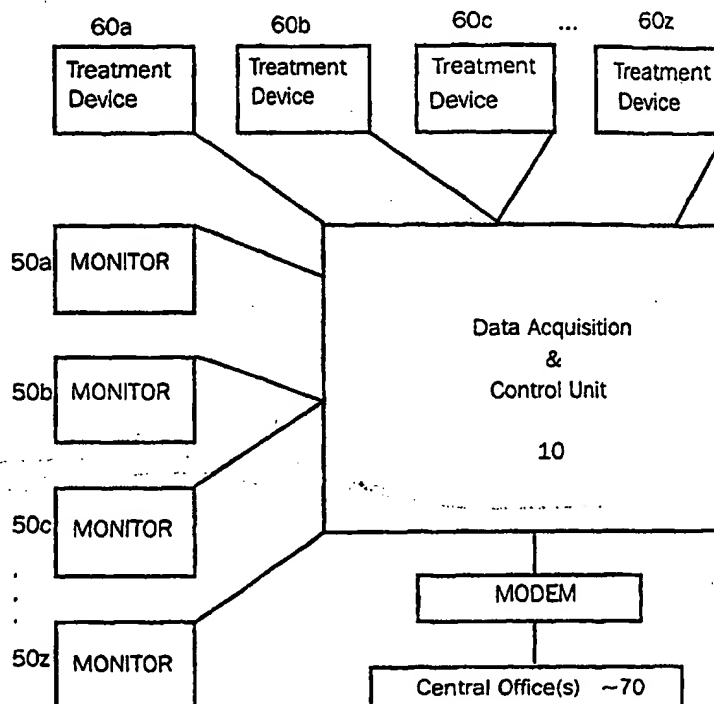 60a 60b 60c ... 60z
Treatment
Device
Treatment
Device
Treatment
Device
Treatment
Device
50a MONITOR
50b MONITOR
50c MONITOR
50z MONITOR
Data Acquisition
&
Control Unit
10
MODEM
Central Office(s) ~70